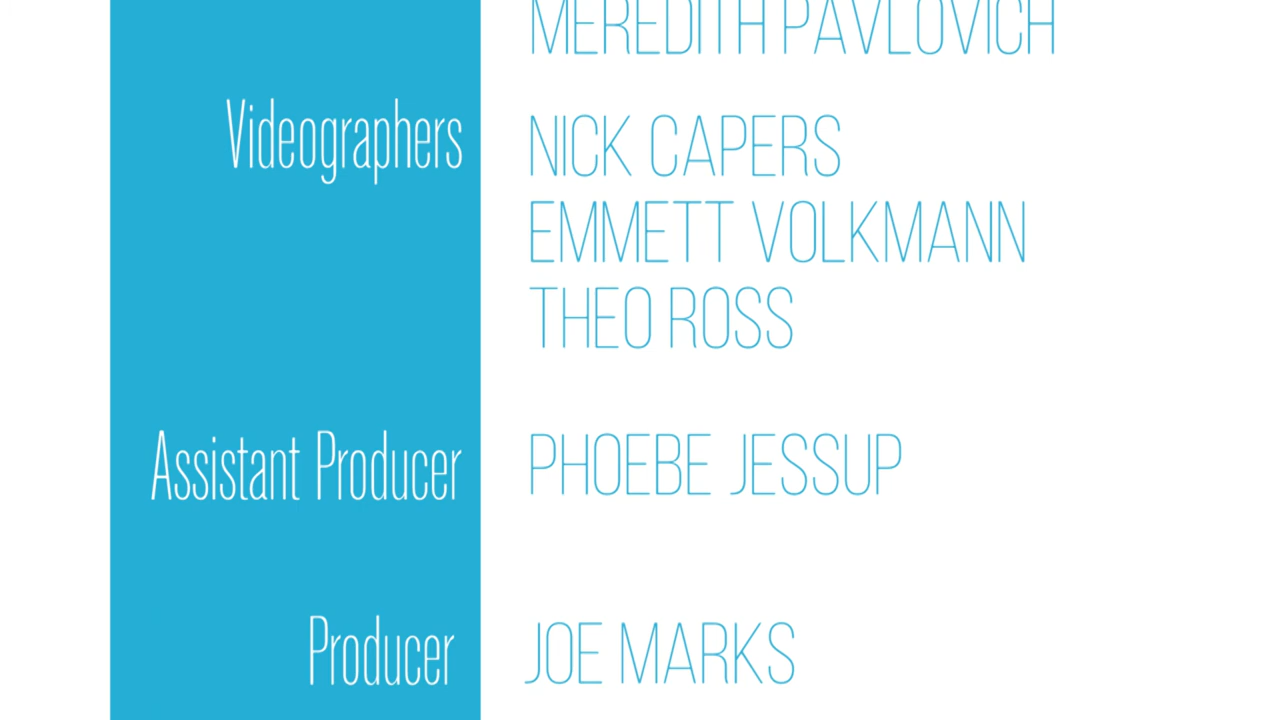 MEREDITH PAVLOVICH
Videographers NICK CAPERS
EMMETT VOLKMANN
THEO ROSS
Assistant Producer PHOEBE JESSUP
Producer JOE MARKS